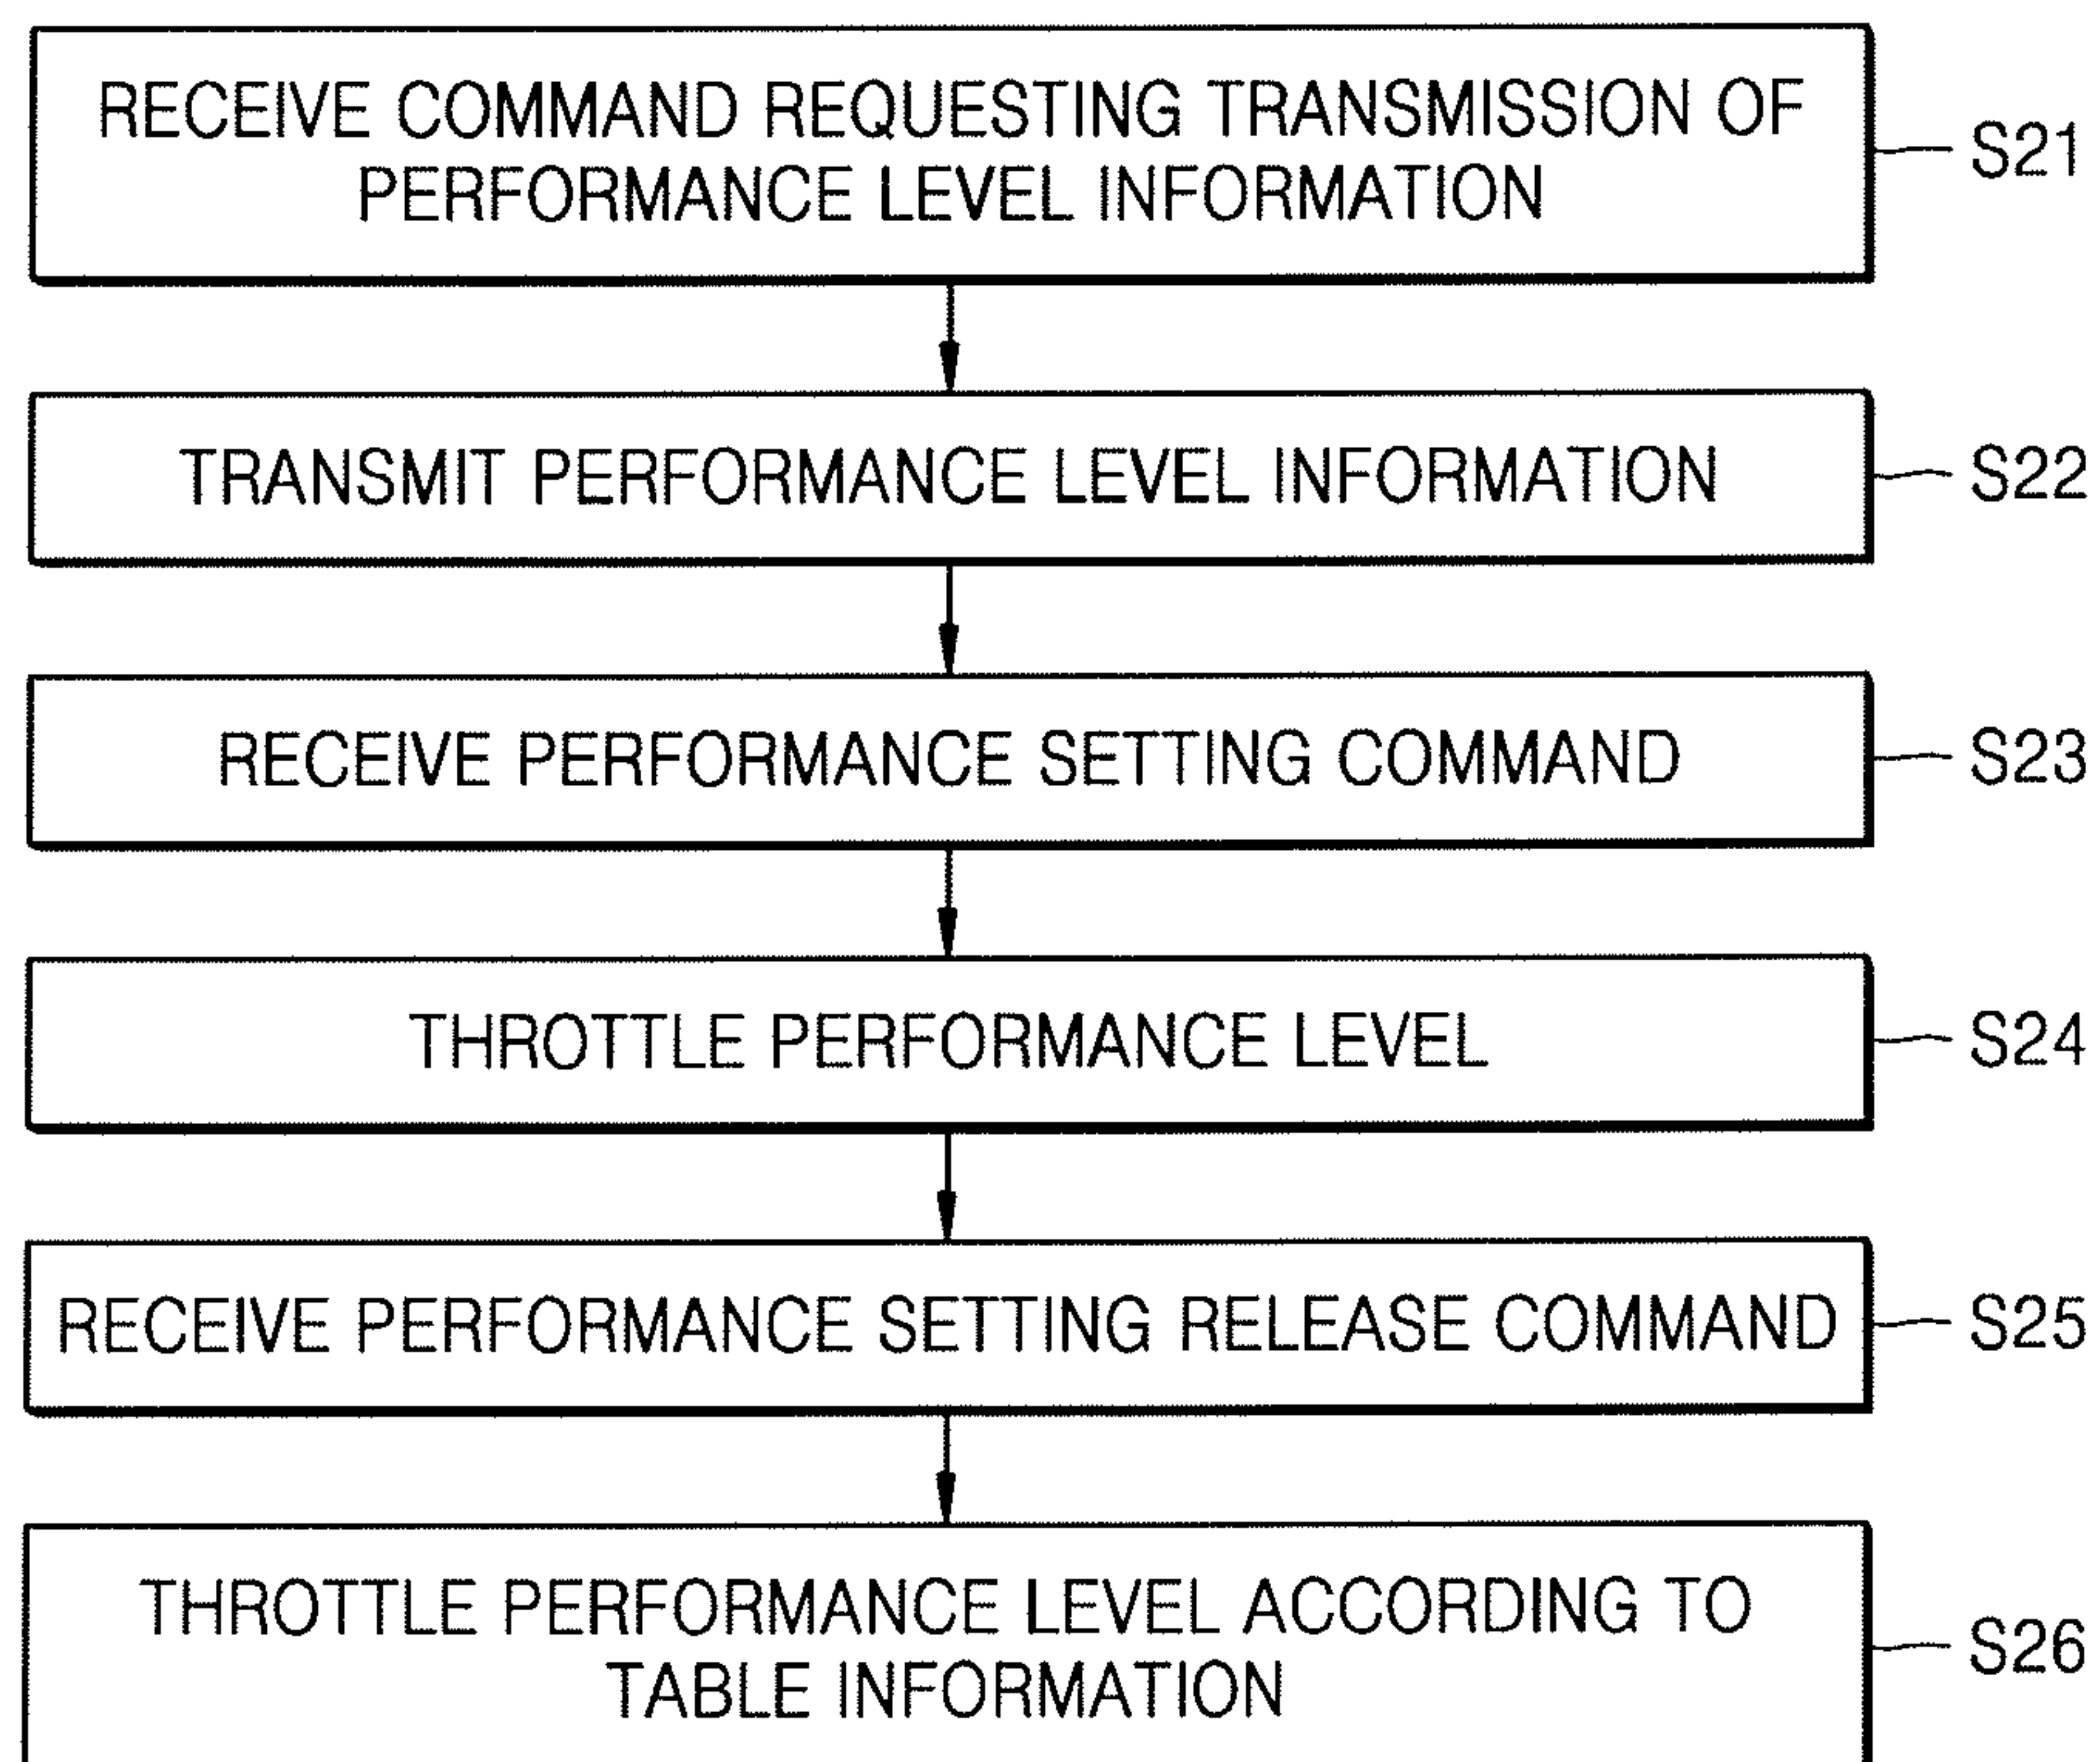 RECEIVE COMMAND REQUESTING TRANSMISSION OF
PERFORMANCE LEVEL INFORMATION
S21
TRANSMIT PERFORMANCE LEVEL INFORMATION
S22
RECEIVE PERFORMANCE SETTING COMMAND
S23
THROTTLE PERFORMANCE LEVEL
S24
RECEIVE PERFORMANCE SETTING RELEASE COMMAND
S25
THROTTLE PERFORMANCE LEVEL ACCORDING TO
TABLE INFORMATION
S26